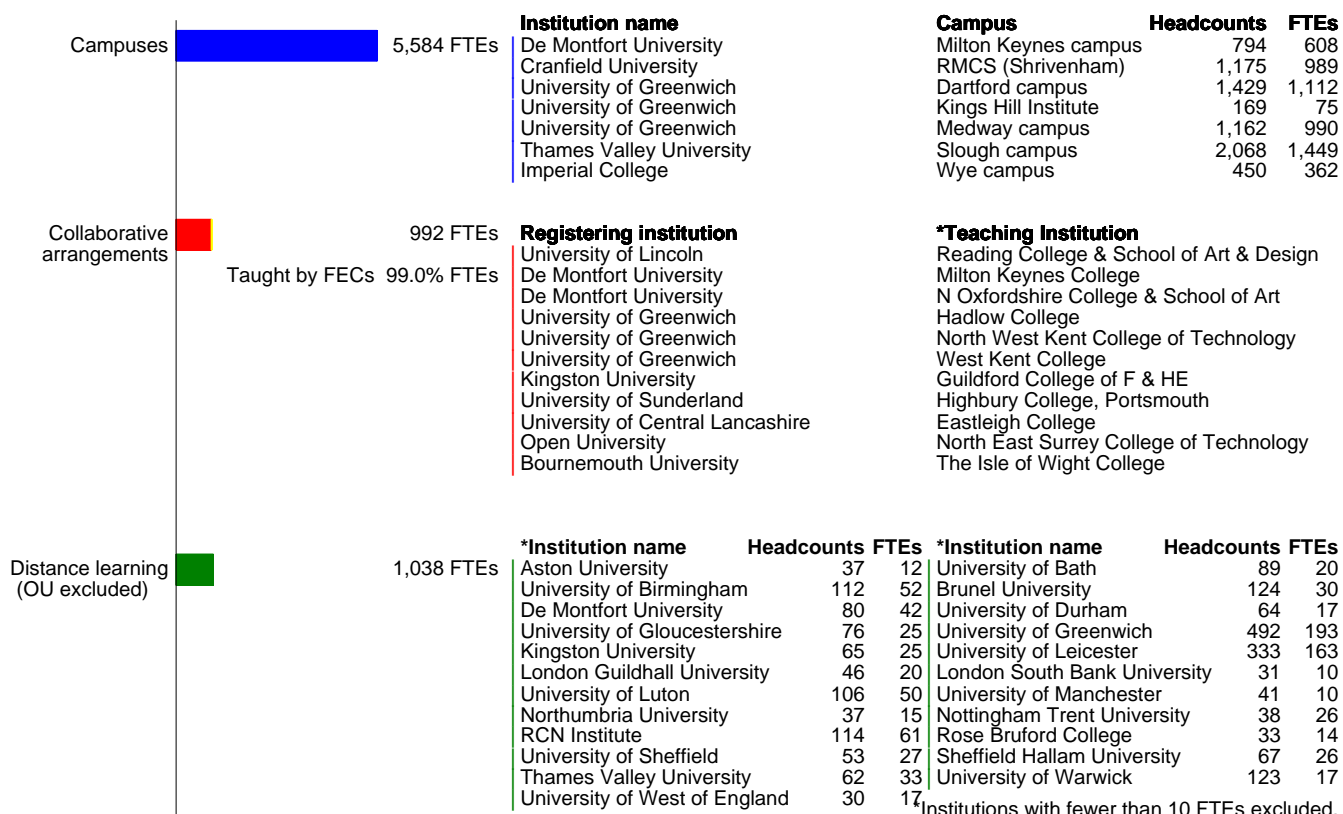 Institution name Campus Headcounts FTEs
Campuses 5,584 FTEs De Montfort University Milton Keynes campus 794 608
Cranfield University RMCS (Shrivenham) 1,175 989
University of Greenwich Dartford campus 1,429 1,112
University of Greenwich Kings Hill Institute 169 75
University of Greenwich Medway campus 1,162 990
Thames Valley University Slough campus 2,068 1,449
Imperial College Wye campus 450 362
Collaborative 992 FTEs Registering institution *Teaching Institution
arrangements University of Lincoln Reading College & School of Art & Design
Taught by FECs 99.0% FTEs De Montfort University Milton Keynes College
De Montfort University N Oxfordshire College & School of Art
University of Greenwich Hadlow College
University of Greenwich North West Kent College of Technology
University of Greenwich West Kent College
Kingston University Guildford College of F & HE
University of Sunderland Highbury College, Portsmouth
University of Central Lancashire Eastleigh College
Open University North East Surrey College of Technology
Bournemouth University The Isle of Wight College
*Institution name Headcounts FTEs *Institution name Headcounts FTEs
Distance learning 1,038 FTEs Aston University 37 12 University of Bath 89 20
(OU excluded) University of Birmingham 112 52 Brunel University 124 30
De Montfort University 80 42 University of Durham 64 17
University of Gloucestershire 76 25 University of Greenwich 492 193
Kingston University 65 25 University of Leicester 333 163
London Guildhall University 46 20 London South Bank University 31 10
University of Luton 106 50 University of Manchester 41 10
Northumbria University 37 15 Nottingham Trent University 38 26
RCN Institute 114 61 Rose Bruford College 33 14
University of Sheffield 53 27 Sheffield Hallam University 67 26
Thames Valley University 62 33 University of Warwick 123 17
University of West of England 30 17
*Institutions with fewer than 10 FTEs excluded.